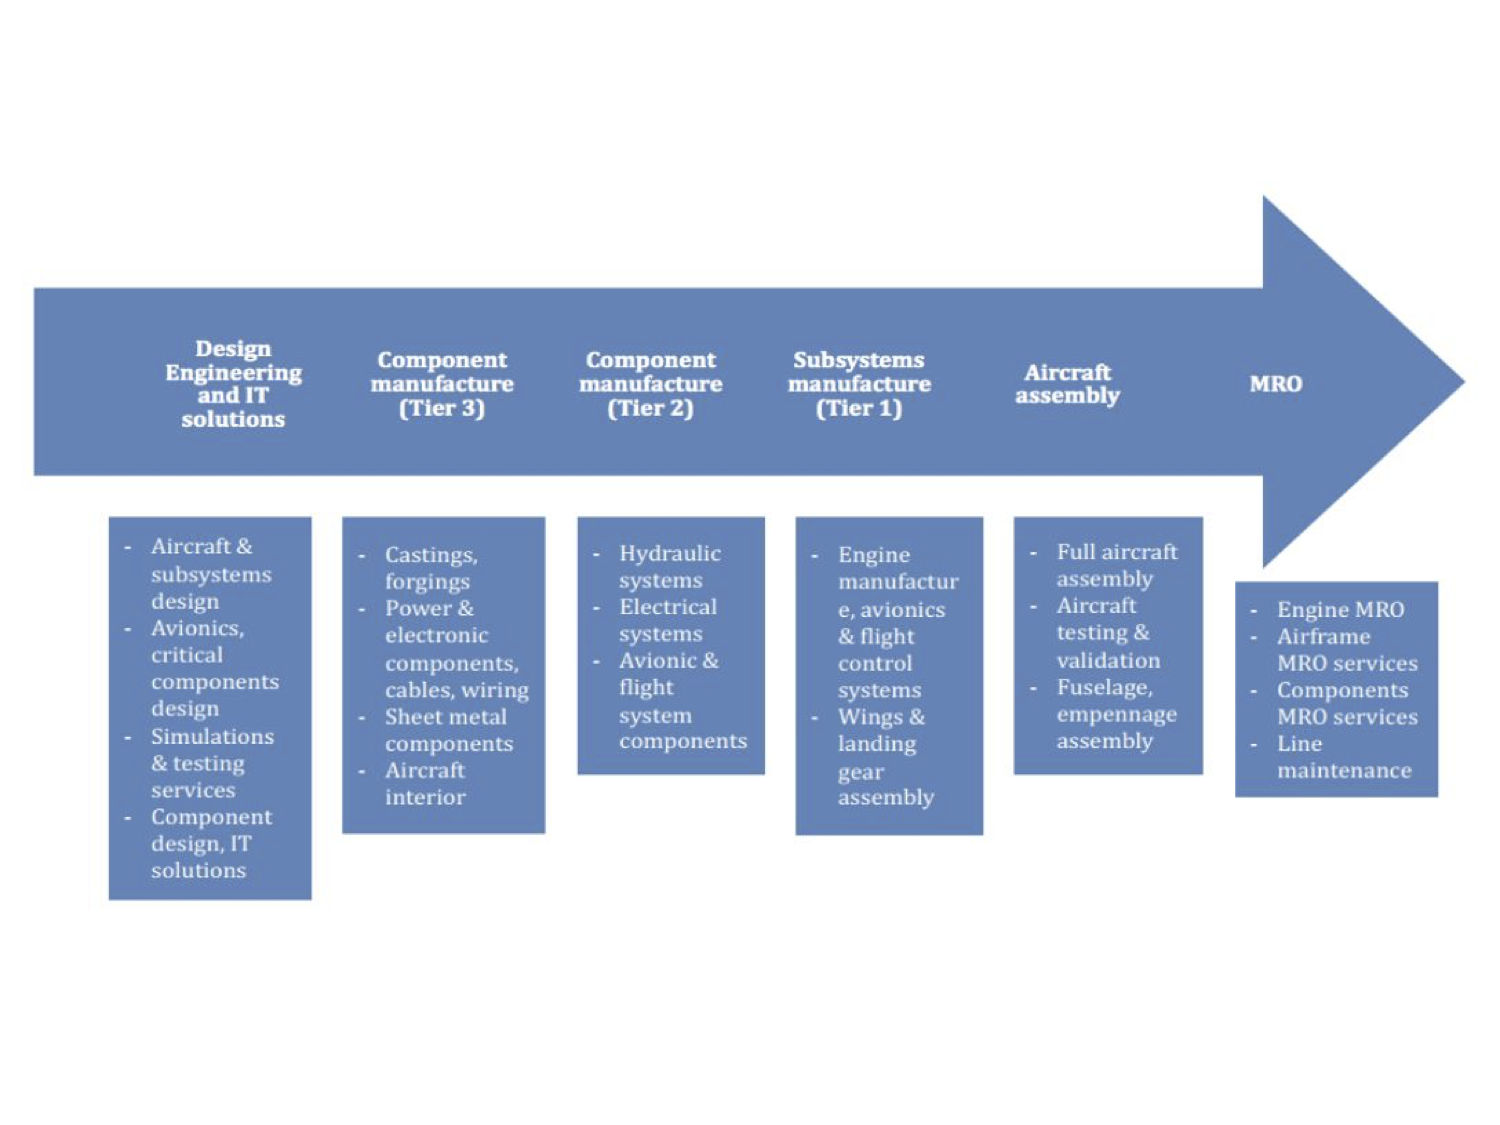 Design
Engineering
and IT
solutions
Component
manufacture
(Tier 3)
Component
manufacture
(Tier 2)
Subsystems
manufacture
(Tier 1)
Aircraft
assembly
MRO
- Aircraft &
subsystems
design
- Avionics,
critical
components
design
- Simulations
& testing
services
- Component
design, IT
solutions
- Castings,
forgings
- Power &
electronic
components,
cables, wiring
- Sheet metal
components
- Aircraft
interior
- Hydraulic
systems
- Electrical
systems
- Avionic &
flight
system
components
- Engine
manufactur
e, avionics
& flight
control
systems
- Wings &
landing
gear
assembly
- Full aircraft
assembly
- Aircraft
testing &
validation
- Fuselage,
empennage
assembly
- Engine MRO
- Airframe
MRO services
- Components
MRO services
- Line
maintenance